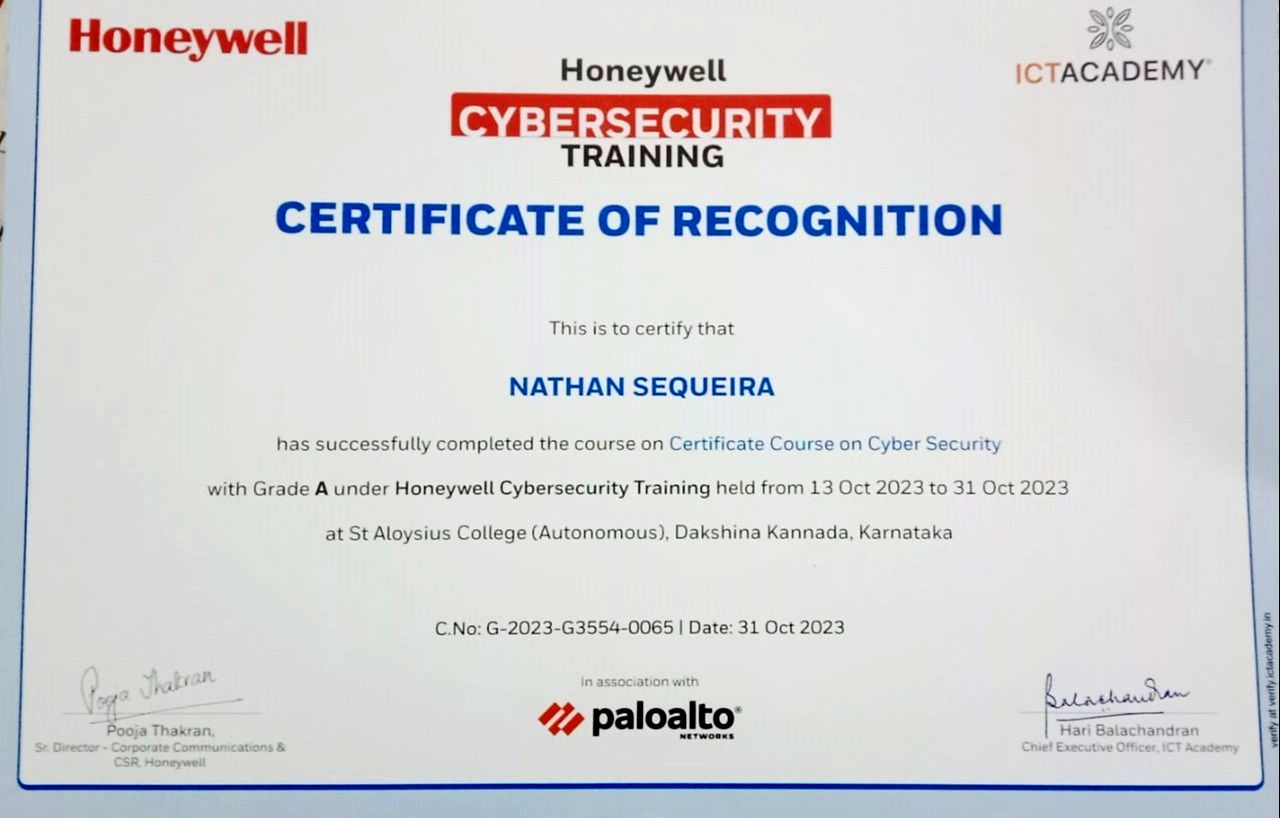 Honeywell
ICTACADEMY®
Honeywell
CYBERSECURITY
TRAINING
CERTIFICATE OF RECOGNITION
This is to certify that
NATHAN SEQUEIRA
has successfully completed the course on Certificate Course on Cyber Security
with Grade A under Honeywell Cybersecurity Training held from 13 Oct 2023 to 31 Oct 2023
at St Aloysius College (Autonomous), Dakshina Kannada, Karnataka
C.No: G-2023-G3554-0065 | Date: 31 Oct 2023
Pooja Thakran
Pooja Thakran,
Sr. Director - Corporate Communications &
CSR, Honeywell
In association with
paloalto®
NETWORKS
Balachandran
Hari Balachandran
Chief Executive Officer, ICT Academy
verify at verify.ictacademy.in